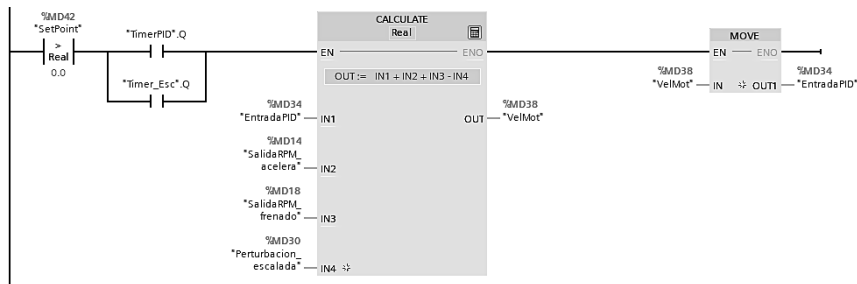 %MD42
"SetPoint"
>
Real
0.0
"TimerPID".Q
"Timer_Esc".Q
CALCULATE
Real
EN
ENO
OUT := IN1 + IN2 + IN3 - IN4
%MD34
"EntradaPID"
IN1
%MD14
"SalidaRPM_
acelera"
IN2
%MD18
"SalidaRPM_
frenado"
IN3
%MD30
"Perturbacion_
escalada"
IN4
%MD38
OUT
"VelMot"
MOVE
EN
ENO
%MD38
"VelMot"
IN
%MD34
OUT1
"EntradaPID"